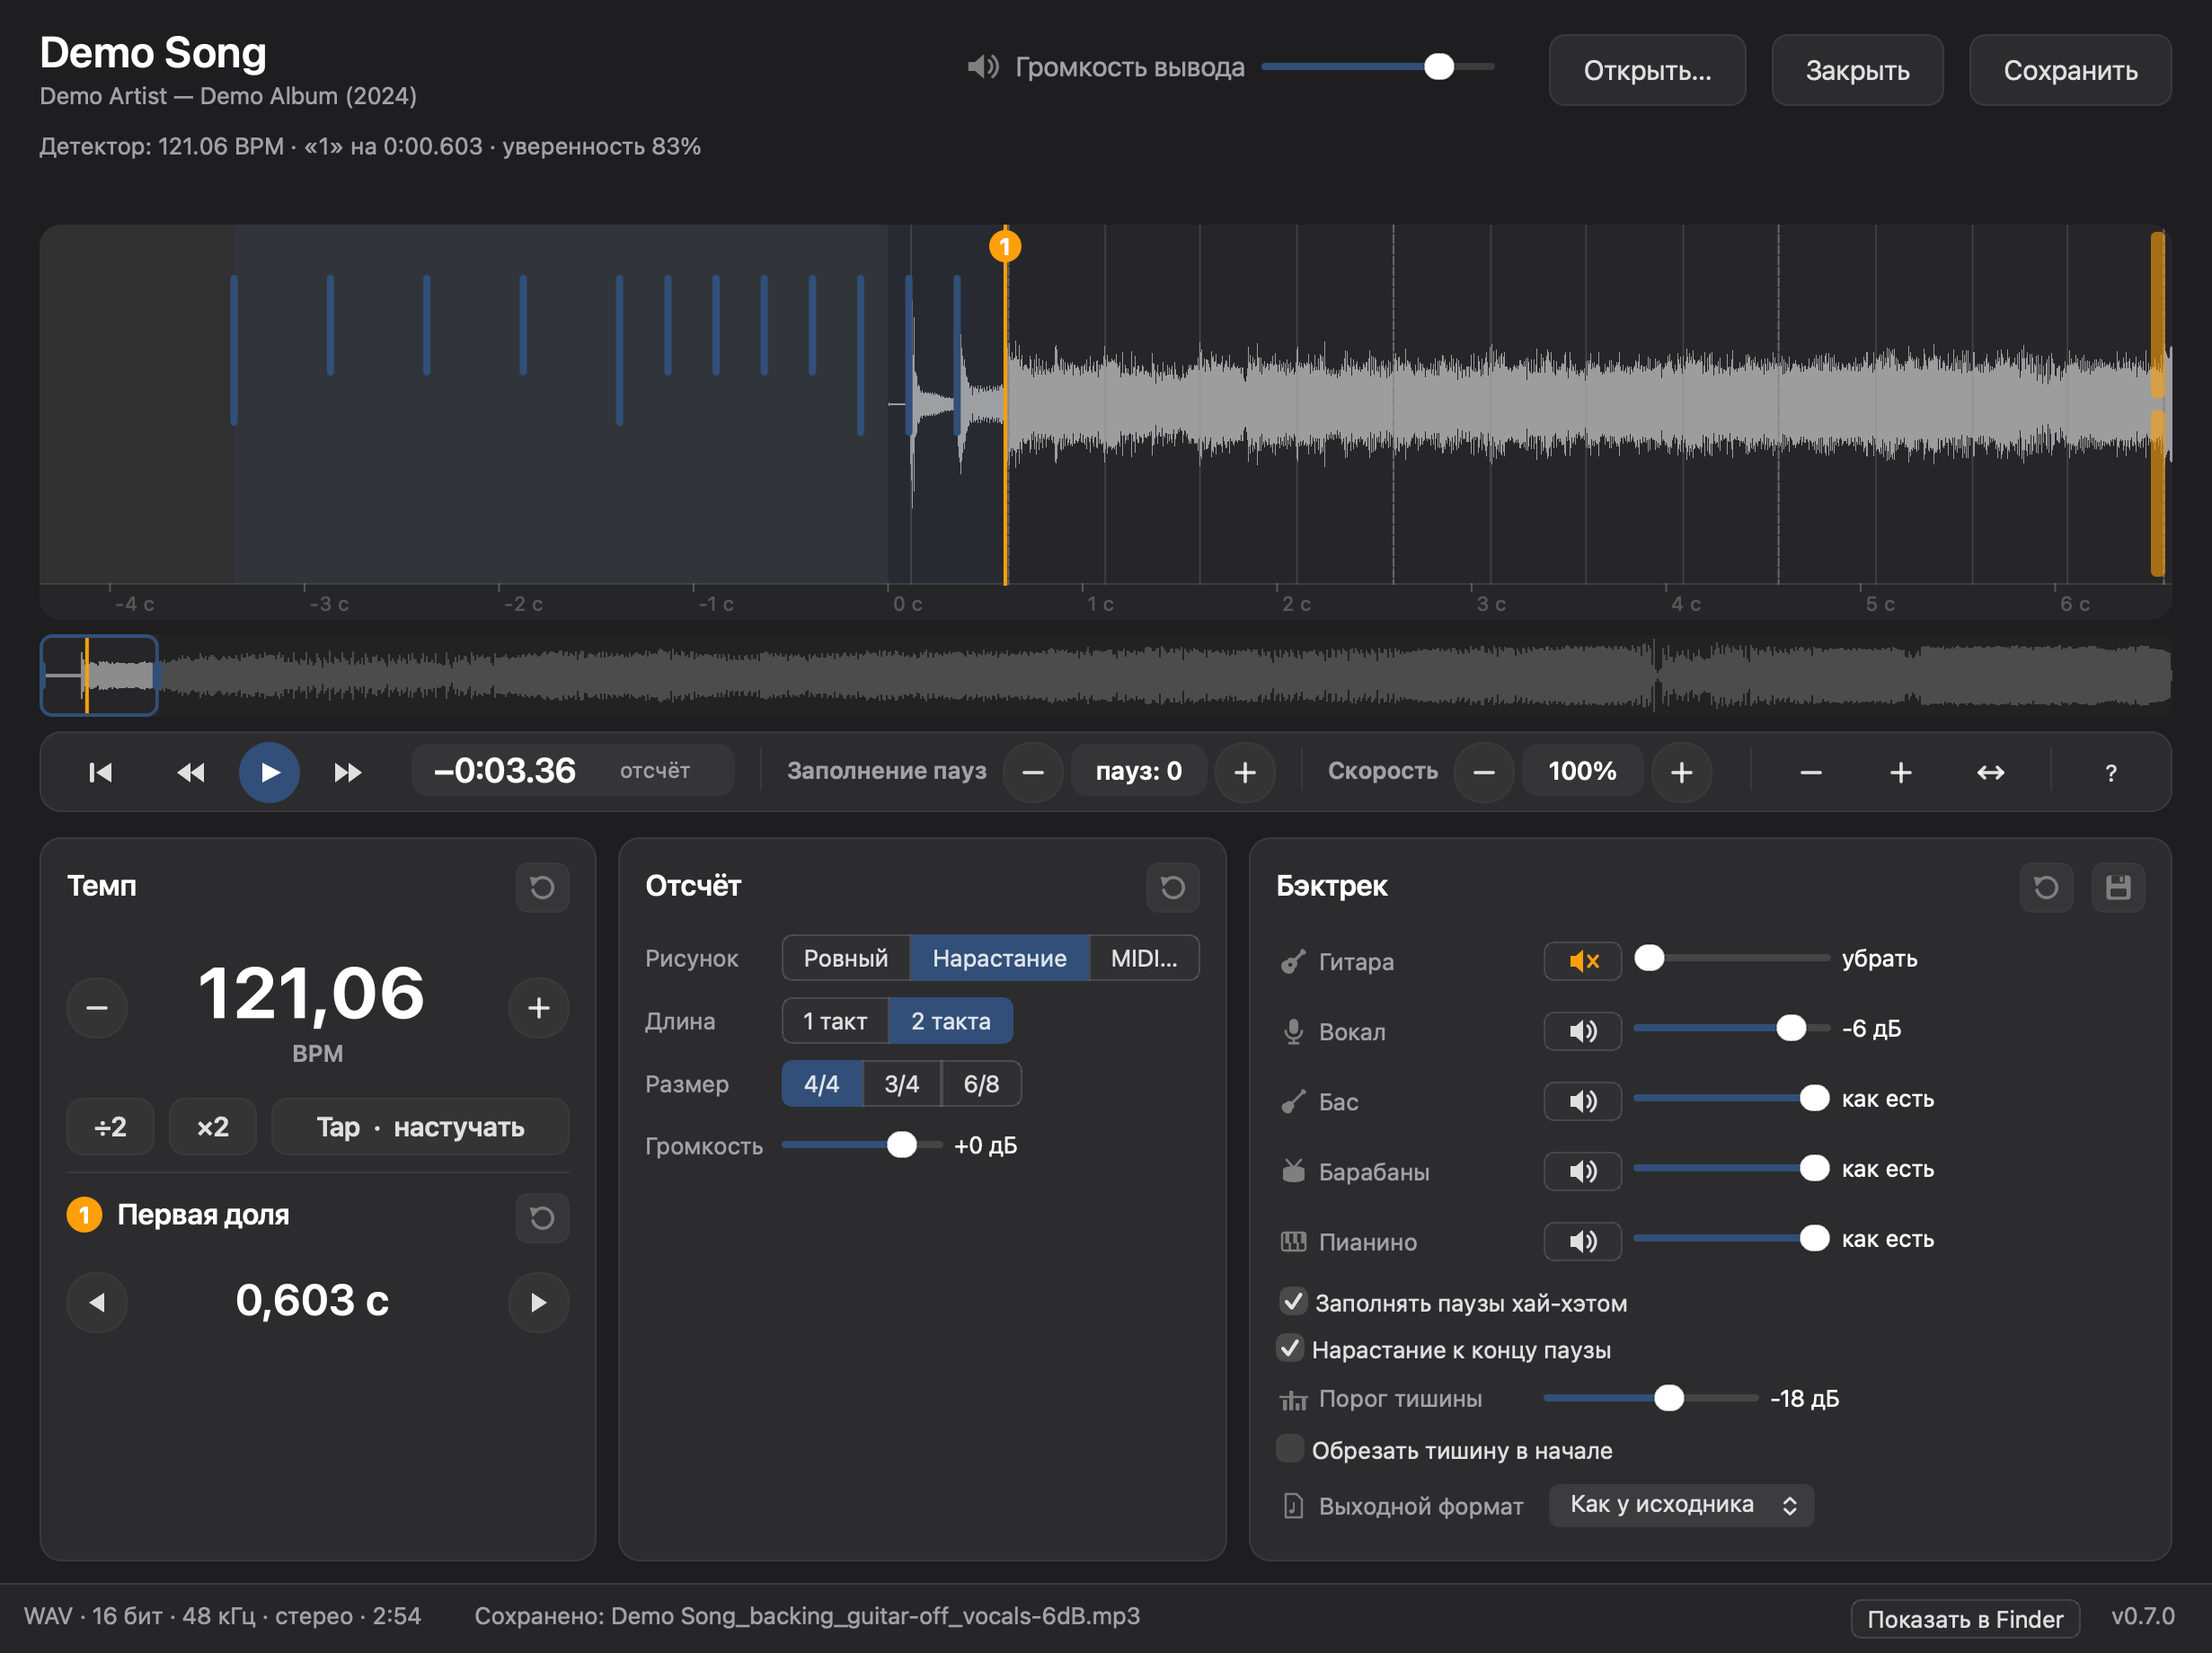 Demo Song
Demo Artist — Demo Album (2024)
Детектор: 121.06 BPM · «1» на 0:00.603 · уверенность 83%
Громкость вывода
Открыть...
Закрыть
Сохранить
1
-4 с -3 с -2 с -1 с 0 с 1 с 2 с 3 с 4 с 5 с 6 с
−0:03.36 отсчёт
Заполнение пауз − пауз: 0 +
Скорость − 100% +
− + ?
Темп
− 121,06 +
BPM
÷2 ×2 Tap · настучать
1 Первая доля
0,603 с
Отсчёт
Рисунок Ровный Нарастание MIDI...
Длина 1 такт 2 такта
Размер 4/4 3/4 6/8
Громкость +0 дБ
Бэктрек
Гитара убрать
Вокал -6 дБ
Бас как есть
Барабаны как есть
Пианино как есть
Заполнять паузы хай-хэтом
Нарастание к концу паузы
Порог тишины -18 дБ
Обрезать тишину в начале
Выходной формат Как у исходника
WAV · 16 бит · 48 кГц · стерео · 2:54
Сохранено: Demo Song_backing_guitar-off_vocals-6dB.mp3
Показать в Finder
v0.7.0